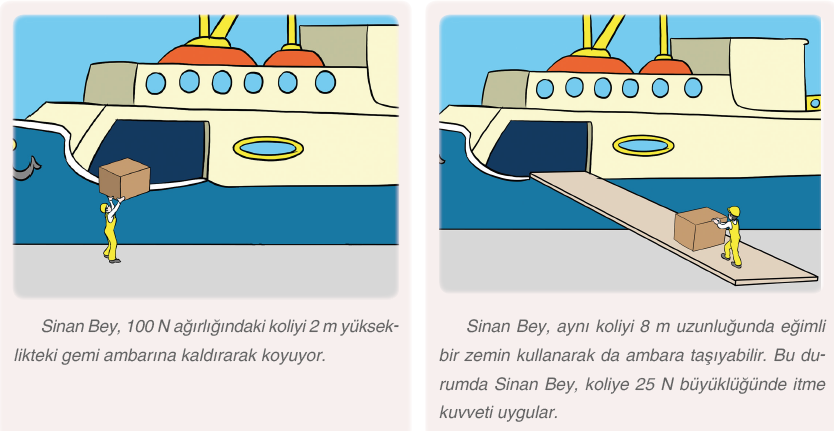 Sinan Bey, 100 N ağırlığındaki koliyi 2 m yüksek-
likteki gemi ambarına kaldırarak koyuyor.
Sinan Bey, aynı koliyi 8 m uzunluğunda eğimli
bir zemin kullanarak da ambara taşıyabilir. Bu du-
rumda Sinan Bey, koliye 25 N büyüklüğünde itme
kuvveti uygular.